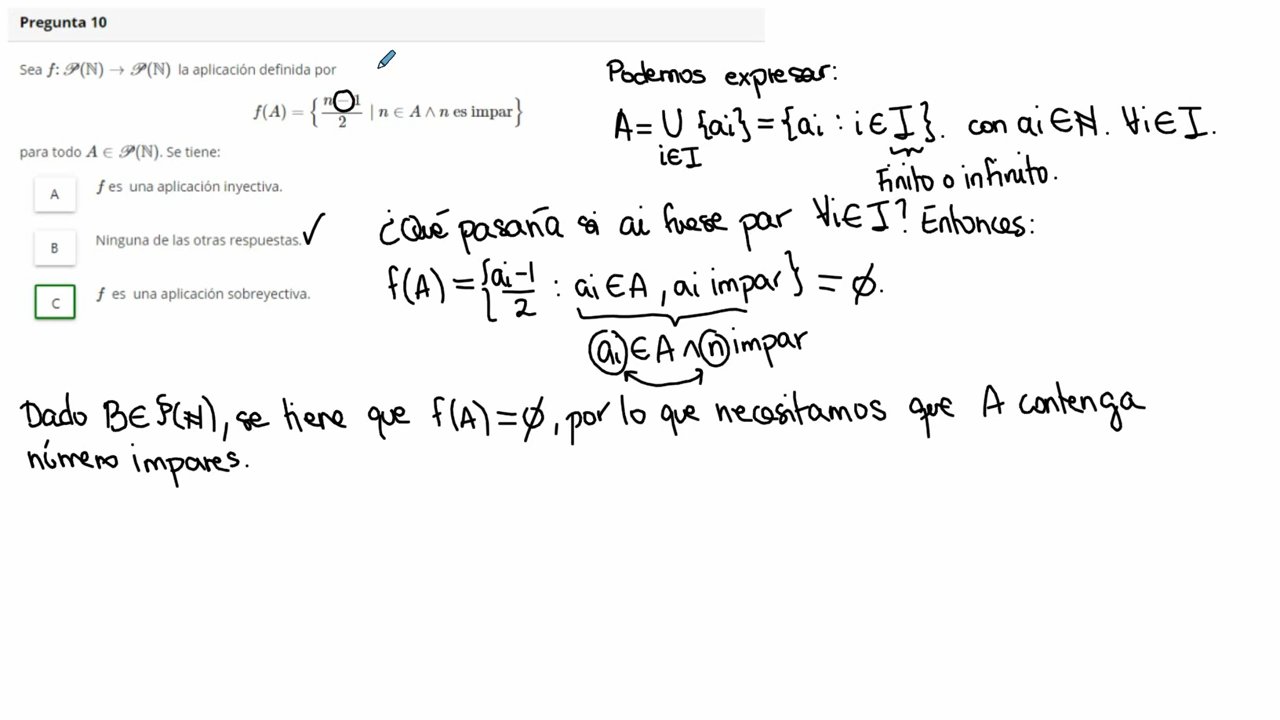 Pregunta 10
Sea f: 𝒫(ℕ) → 𝒫(ℕ) la aplicación definida por
f(A) = { (n − 1)/2 | n ∈ A ∧ n es impar }
para todo A ∈ 𝒫(ℕ). Se tiene:
A f es una aplicación inyectiva.
B Ninguna de las otras respuestas. ✓
C f es una aplicación sobreyectiva.
Podemos expresar:
A = ∪ {ai} = {ai : i ∈ I}. con ai ∈ ℕ. ∀i ∈ I.
i∈I
Finito o infinito.
¿Qué pasaría si ai fuese par ∀i ∈ I? Entonces:
f(A) = { (ai − 1)/2 : ai ∈ A, ai impar } = ∅.
ai ∈ A ∧ n impar
Dado B ∈ 𝒫(ℕ), se tiene que f(A) = ∅, por lo que necesitamos que A contenga
número impares.